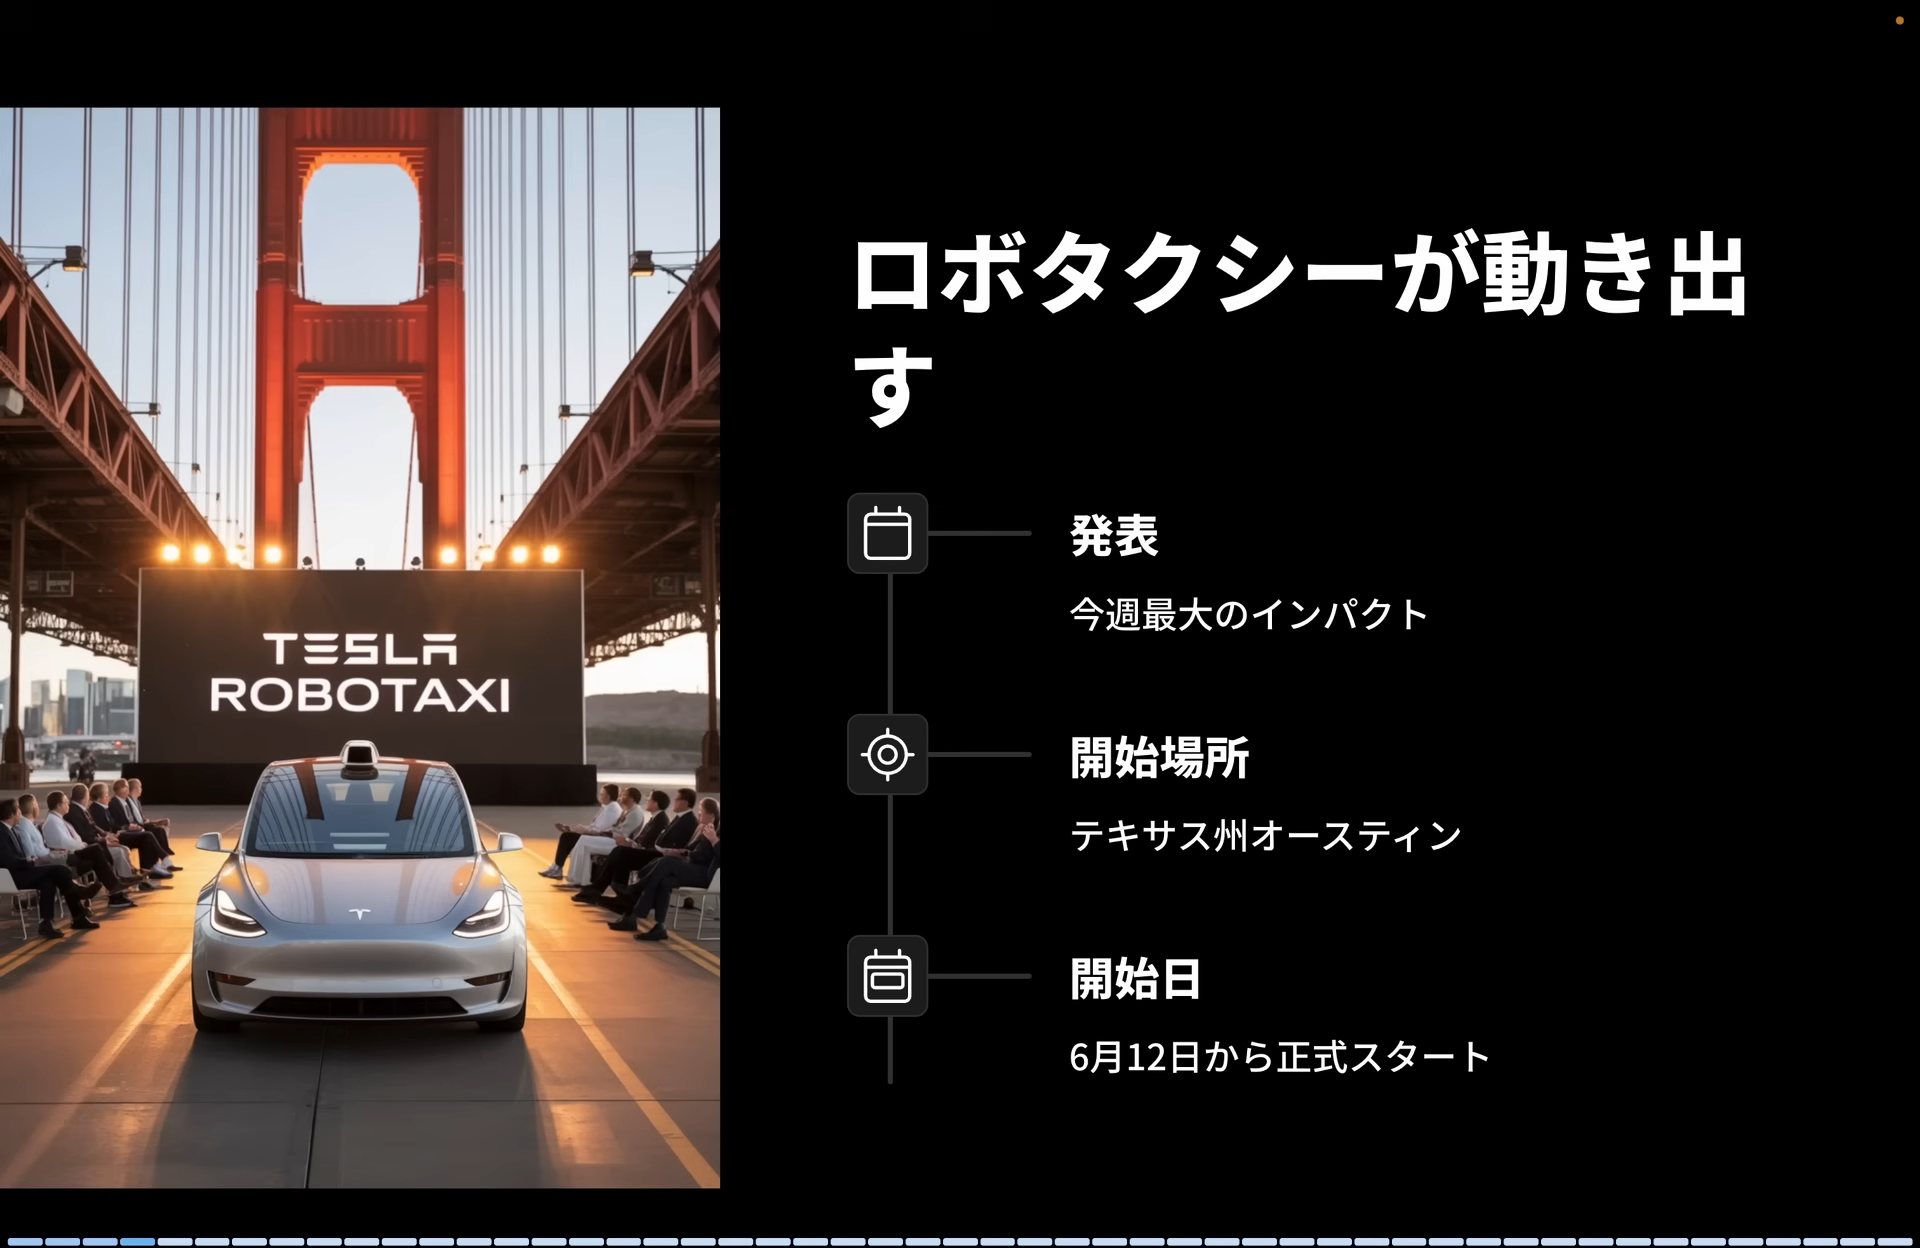 TESLA
ROBOTAXI
ロボタクシーが動き出
す
発表
今週最大のインパクト
開始場所
テキサス州オースティン
開始日
6月12日から正式スタート